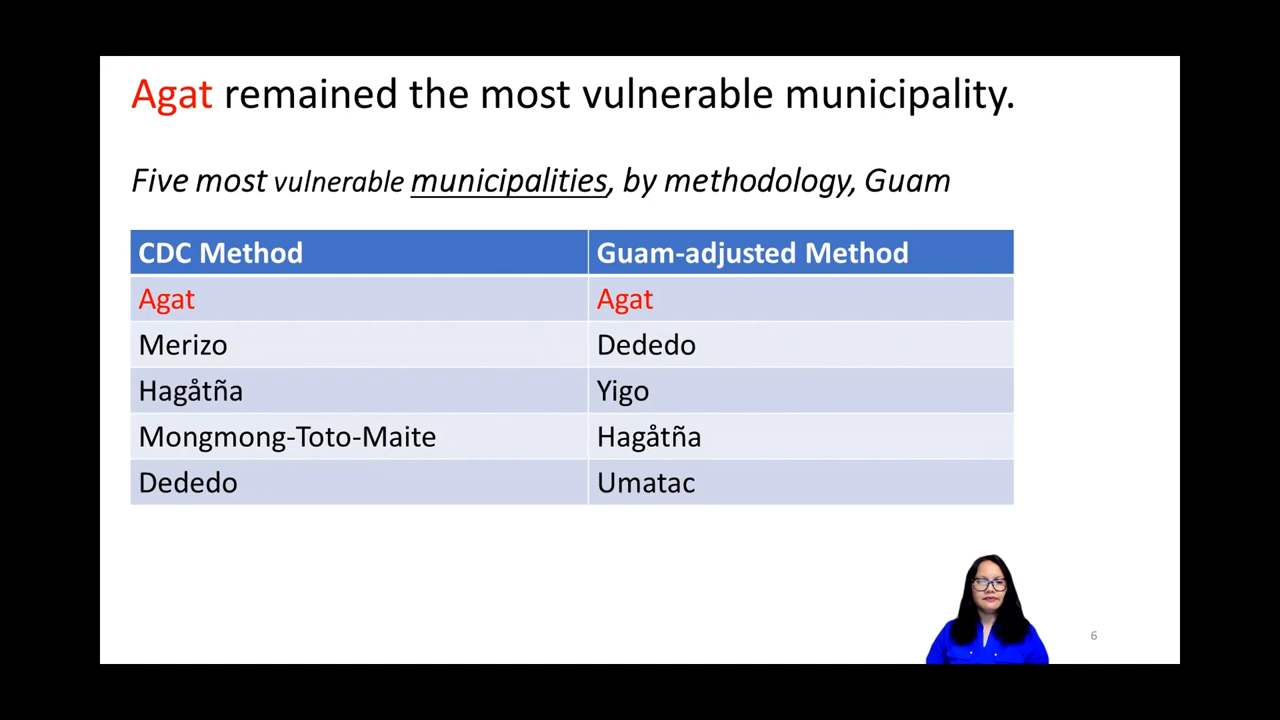 Agat remained the most vulnerable municipality.
Five most vulnerable municipalities, by methodology, Guam
CDC Method Guam-adjusted Method
Agat Agat
Merizo Dededo
Hagåtña Yigo
Mongmong-Toto-Maite Hagåtña
Dededo Umatac
6